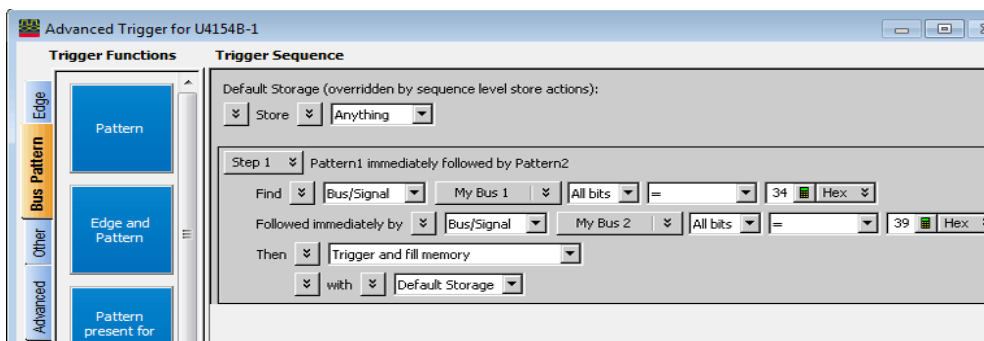 Advanced Trigger for U4154B-1
Trigger Functions Trigger Sequence
Edge
Bus Pattern
Other
Advanced
Pattern
Edge and
Pattern
Pattern
present for
Default Storage (overridden by sequence level store actions):
Store Anything
Step 1 Pattern1 immediately followed by Pattern2
Find Bus/Signal My Bus 1 All bits = 34 Hex
Followed immediately by Bus/Signal My Bus 2 All bits = 39 Hex
Then Trigger and fill memory
with Default Storage